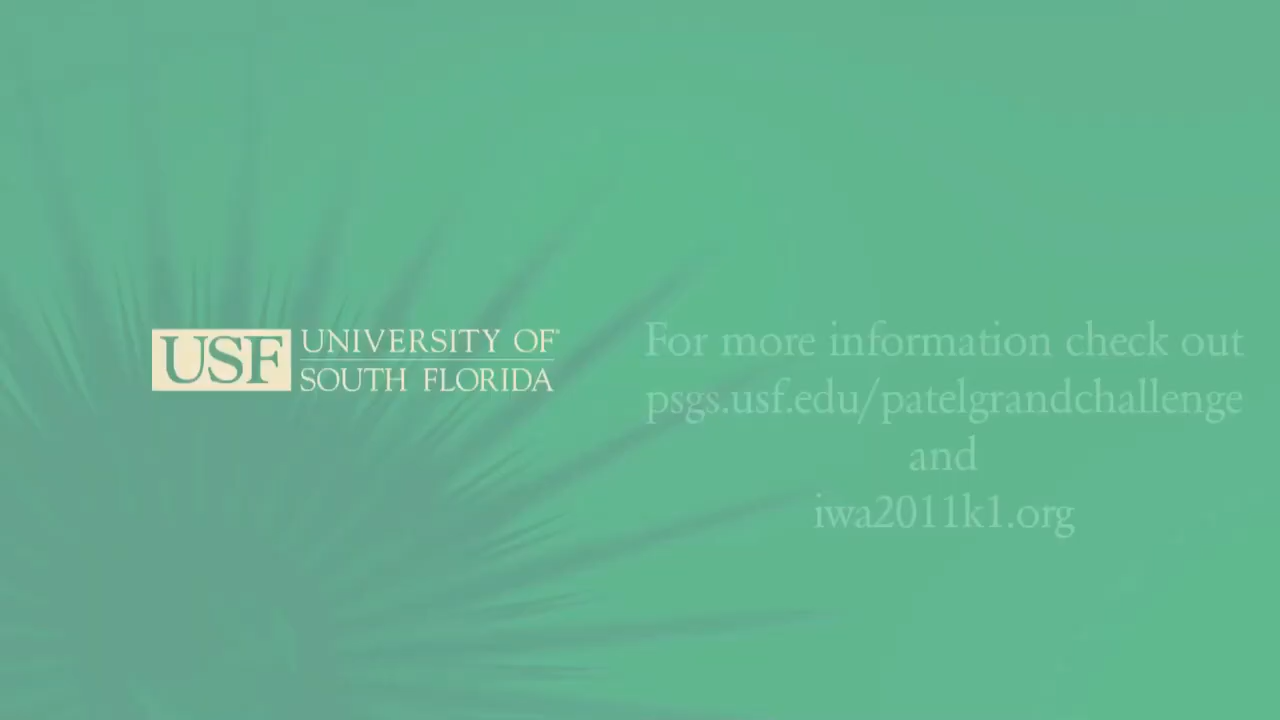 USF
UNIVERSITY OF
SOUTH FLORIDA
For more information check out
psgs.usf.edu/patelgrandchallenge
and
iwa2011k1.org